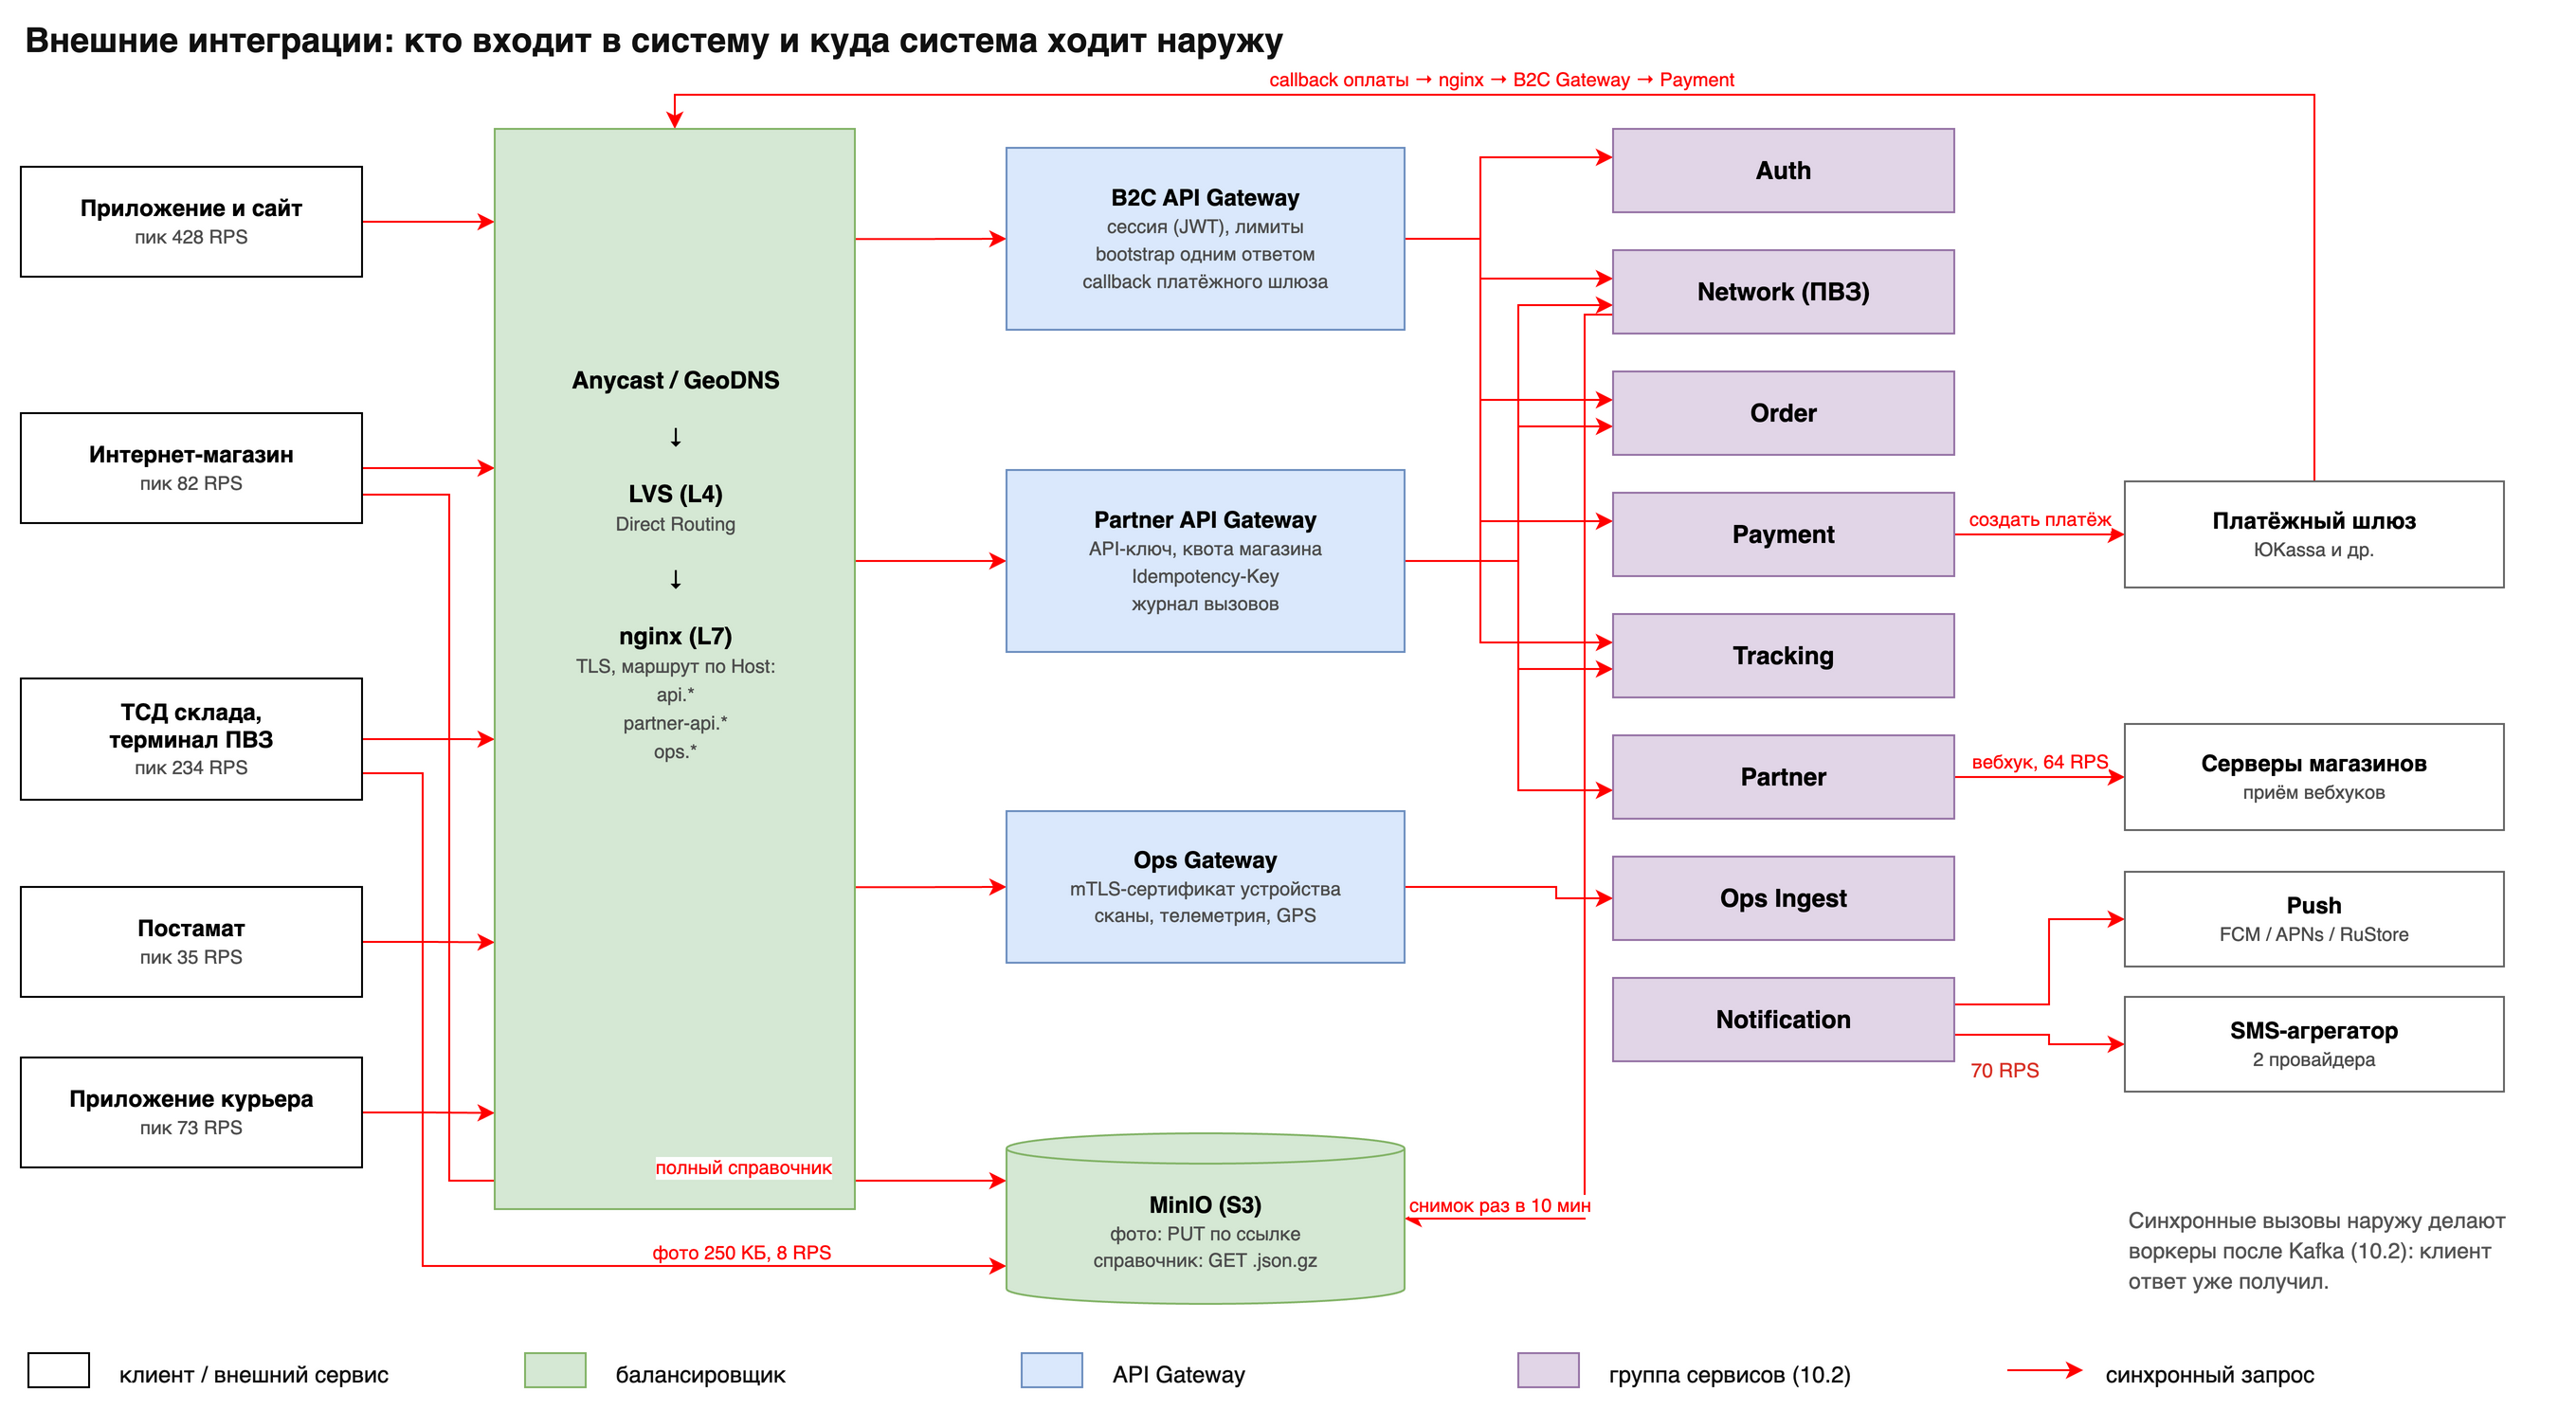 Внешние интеграции: кто входит в систему и куда система ходит наружу
callback оплаты → nginx → B2C Gateway → Payment
Приложение и сайт
пик 428 RPS
Интернет-магазин
пик 82 RPS
ТСД склада,
терминал ПВЗ
пик 234 RPS
Постамат
пик 35 RPS
Приложение курьера
пик 73 RPS
Anycast / GeoDNS
↓
LVS (L4)
Direct Routing
↓
nginx (L7)
TLS, маршрут по Host:
api.*
partner-api.*
ops.*
полный справочник
фото 250 КБ, 8 RPS
B2C API Gateway
сессия (JWT), лимиты
bootstrap одним ответом
callback платёжного шлюза
Partner API Gateway
API-ключ, квота магазина
Idempotency-Key
журнал вызовов
Ops Gateway
mTLS-сертификат устройства
сканы, телеметрия, GPS
MinIO (S3)
фото: PUT по ссылке
справочник: GET .json.gz
снимок раз в 10 мин
Auth
Network (ПВЗ)
Order
Payment
Tracking
Partner
Ops Ingest
Notification
создать платёж
вебхук, 64 RPS
70 RPS
Платёжный шлюз
ЮKassa и др.
Серверы магазинов
приём вебхуков
Push
FCM / APNs / RuStore
SMS-агрегатор
2 провайдера
Синхронные вызовы наружу делают
воркеры после Kafka (10.2): клиент
ответ уже получил.
клиент / внешний сервис
балансировщик
API Gateway
группа сервисов (10.2)
синхронный запрос